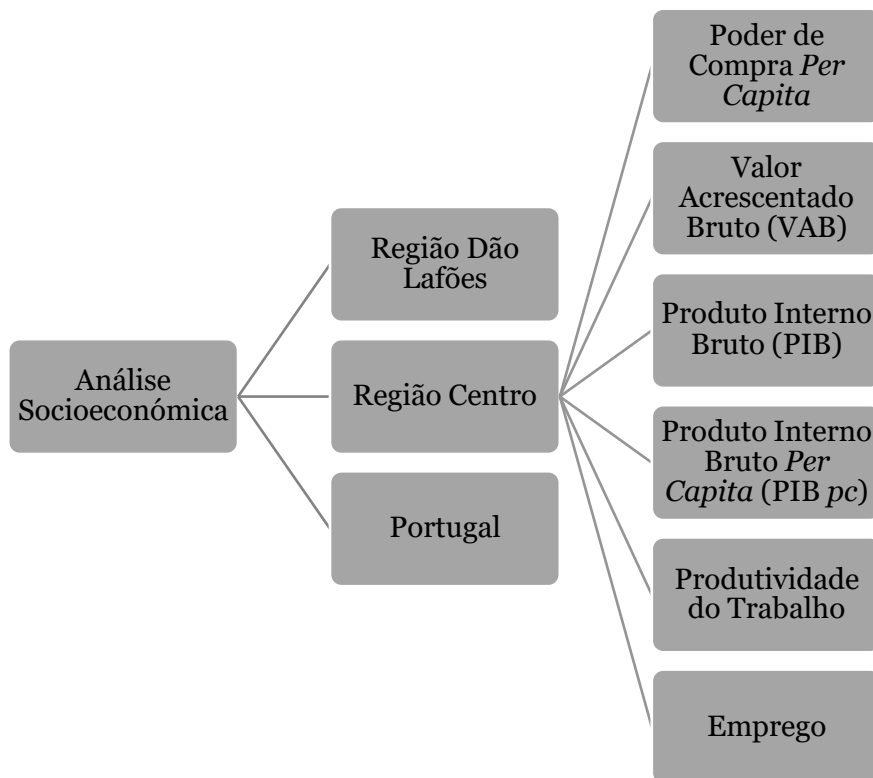 Análise
Socioeconómica
Região Dão
Lafões
Região Centro
Portugal
Poder de
Compra Per
Capita
Valor
Acrescentado
Bruto (VAB)
Produto Interno
Bruto (PIB)
Produto Interno
Bruto Per
Capita (PIB pc)
Produtividade
do Trabalho
Emprego